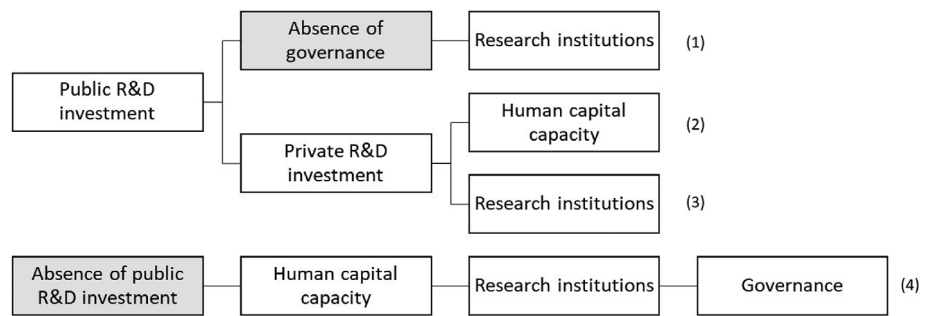 Absence of
governance
Research institutions
(1)
Public R&D
investment
Human capital
capacity
(2)
Private R&D
investment
Research institutions
(3)
Absence of public
R&D investment
Human capital
capacity
Research institutions
Governance
(4)